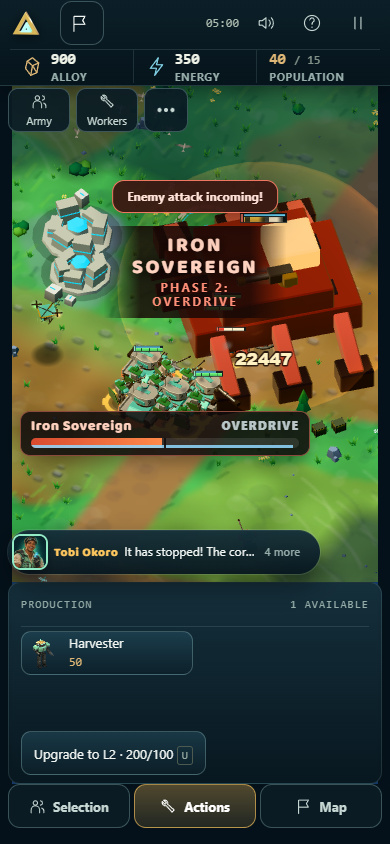 05:00
900
ALLOY
350
ENERGY
40 / 15
POPULATION
Army
Workers
Enemy attack incoming!
IRON
SOVEREIGN
PHASE 2:
OVERDRIVE
22447
Iron Sovereign OVERDRIVE
Tobi Okoro It has stopped! The cor... 4 more
PRODUCTION 1 AVAILABLE
Harvester
50
Upgrade to L2 · 200/100 U
Selection Actions Map